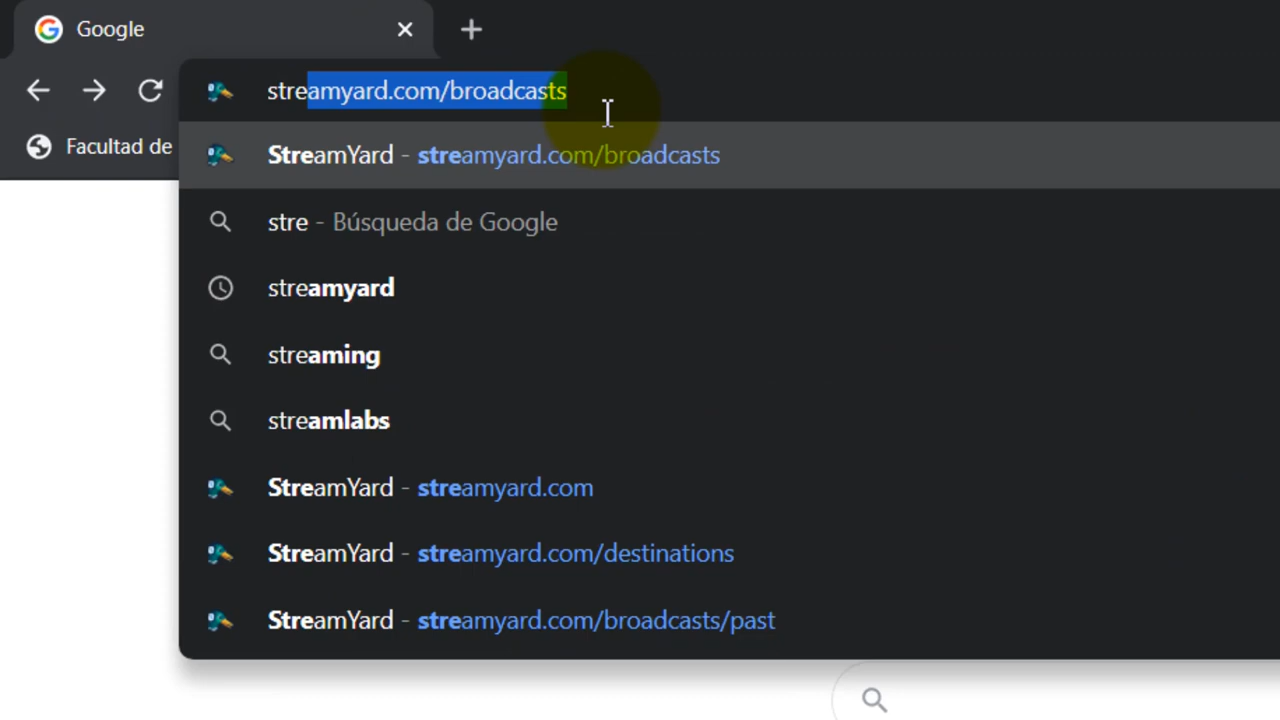 Google
streamyard.com/broadcasts
Facultad de
StreamYard - streamyard.com/broadcasts
stre - Búsqueda de Google
streamyard
streaming
streamlabs
StreamYard - streamyard.com
StreamYard - streamyard.com/destinations
StreamYard - streamyard.com/broadcasts/past